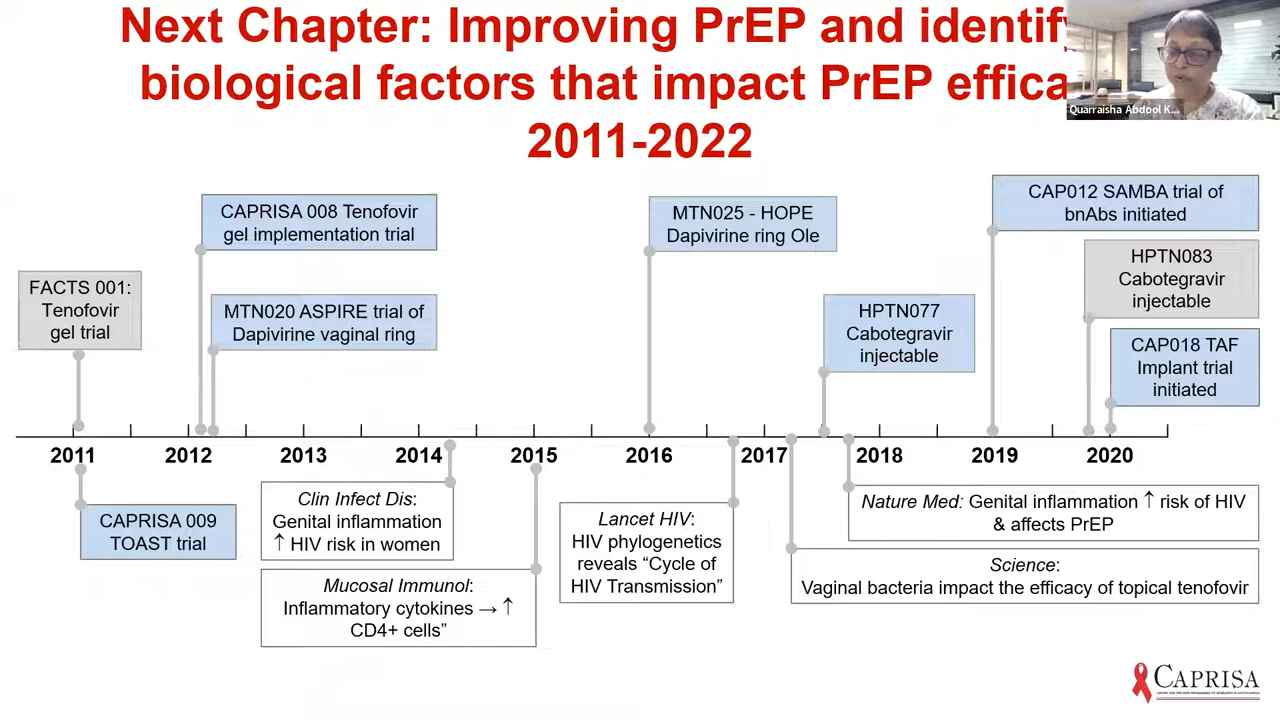 Next Chapter: Improving PrEP and identify
biological factors that impact PrEP effica
2011-2022
Quarraisha Abdool K...
CAPRISA 008 Tenofovir
gel implementation trial
MTN025 - HOPE
Dapivirine ring Ole
CAP012 SAMBA trial of
bnAbs initiated
FACTS 001:
Tenofovir
gel trial
MTN020 ASPIRE trial of
Dapivirine vaginal ring
HPTN077
Cabotegravir
injectable
HPTN083
Cabotegravir
injectable
CAP018 TAF
Implant trial
initiated
2011 2012 2013 2014 2015 2016 2017 2018 2019 2020
CAPRISA 009
TOAST trial
Clin Infect Dis:
Genital inflammation
↑ HIV risk in women
Mucosal Immunol:
Inflammatory cytokines → ↑
CD4+ cells”
Lancet HIV:
HIV phylogenetics
reveals “Cycle of
HIV Transmission”
Nature Med: Genital inflammation ↑ risk of HIV
& affects PrEP
Science:
Vaginal bacteria impact the efficacy of topical tenofovir
CAPRISA